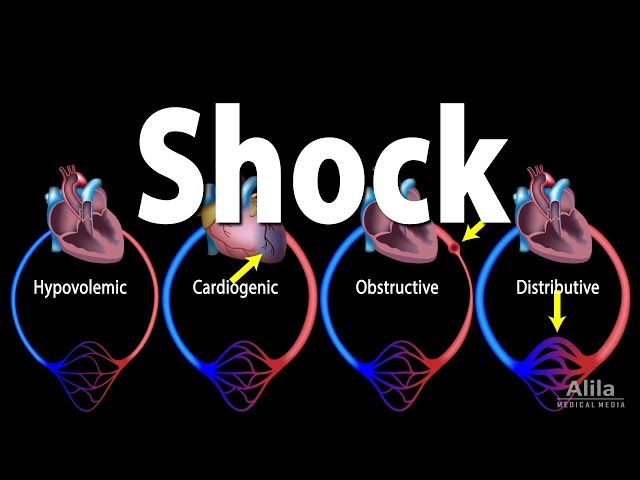 Shock
Hypovolemic
Cardiogenic
Obstructive
Distributive
Alila
MEDICAL MEDIA